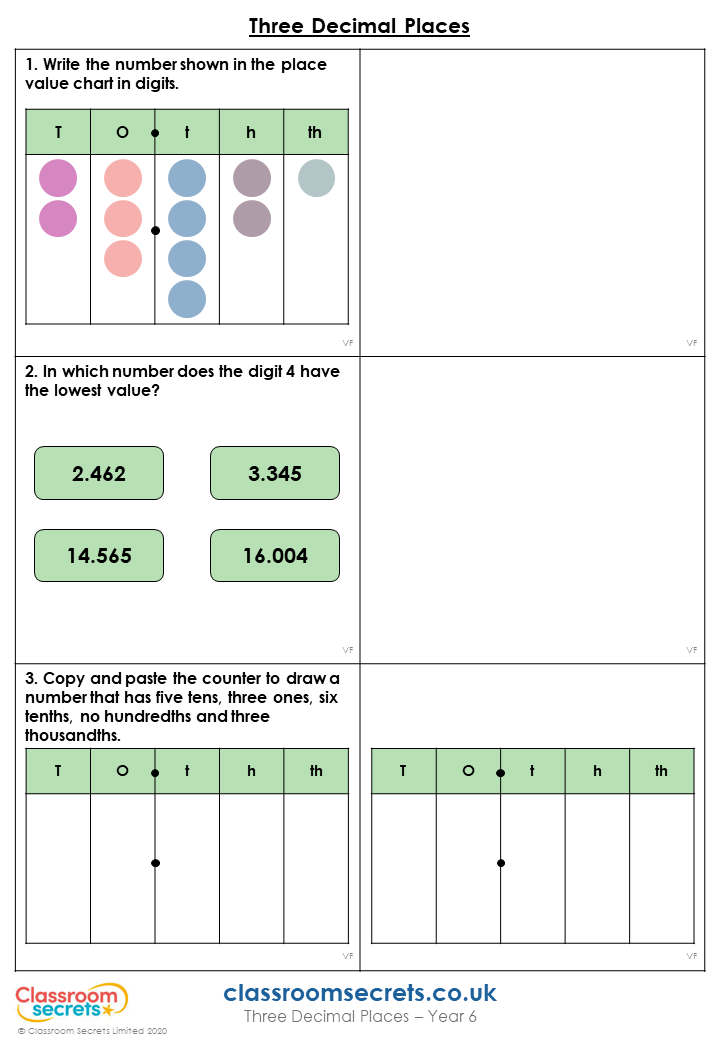 Three Decimal Places
1. Write the number shown in the place
value chart in digits.
T O t h th
VF
VF
2. In which number does the digit 4 have
the lowest value?
2.462 3.345
14.565 16.004
VF
VF
3. Copy and paste the counter to draw a
number that has five tens, three ones, six
tenths, no hundredths and three
thousandths.
T O t h th
T O t h th
VF
VF
Classroom
secrets
© Classroom Secrets Limited 2020
classroomsecrets.co.uk
Three Decimal Places – Year 6